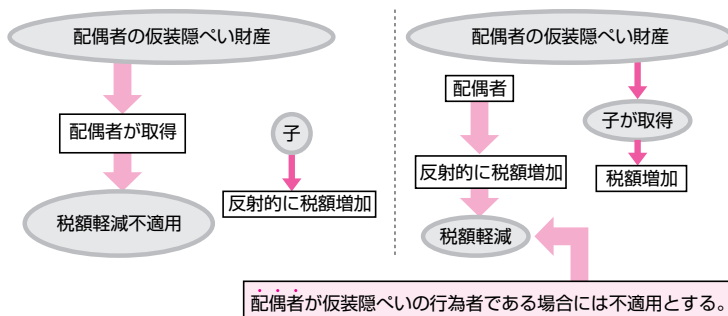 配偶者の仮装隠ぺい財産
配偶者が取得
税額軽減不適用
子
反射的に税額増加
配偶者の仮装隠ぺい財産
配偶者
反射的に税額増加
税額軽減
子が取得
税額増加
配偶者が仮装隠ぺいの行為者である場合には不適用とする。